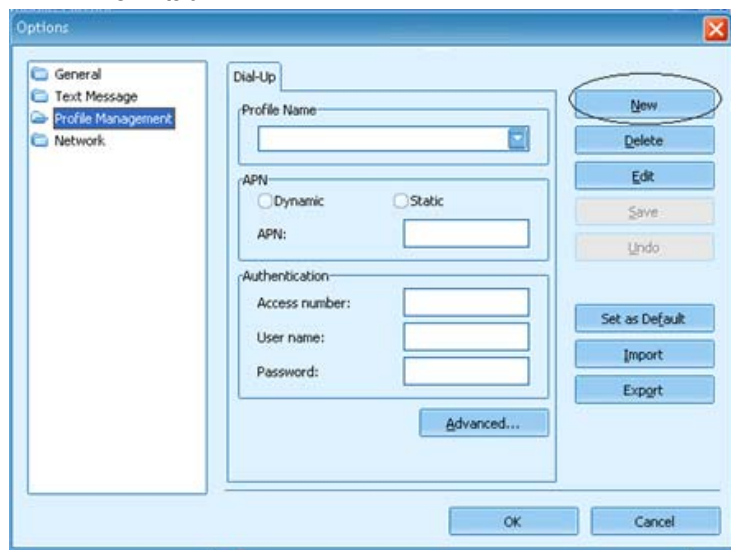 Options
General
Text Message
Profile Management
Network
Dial-Up
Profile Name
APN
Dynamic
Static
APN:
Authentication
Access number:
User name:
Password:
Advanced...
New
Delete
Edit
Save
Undo
Set as Default
Import
Export
OK
Cancel